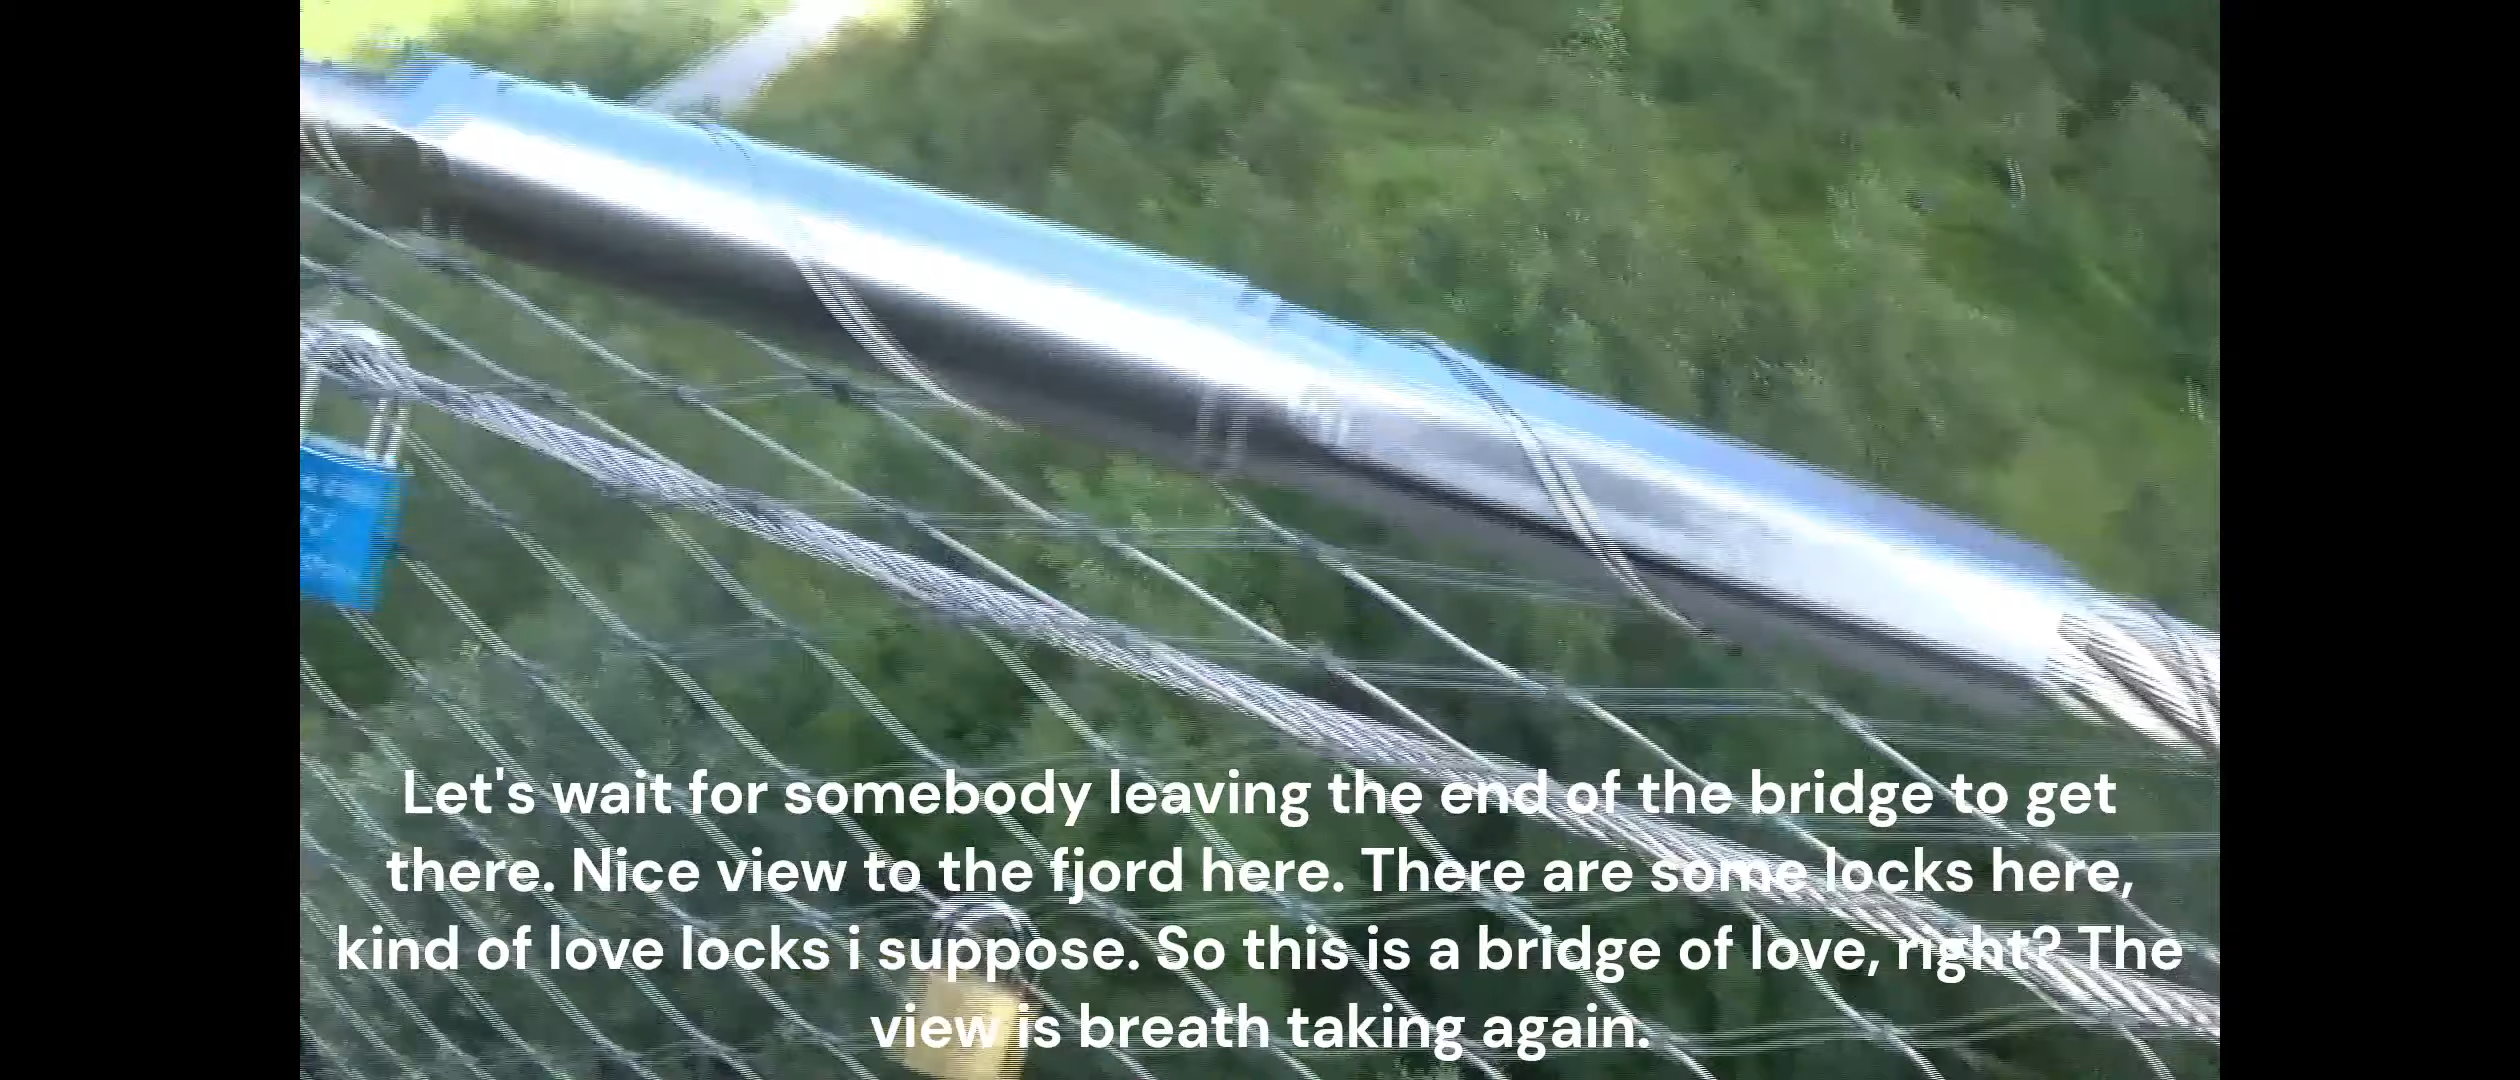 Let's wait for somebody leaving the end of the bridge to get
there. Nice view to the fjord here. There are some locks here,
kind of love locks i suppose. So this is a bridge of love, right? The
view is breath taking again.